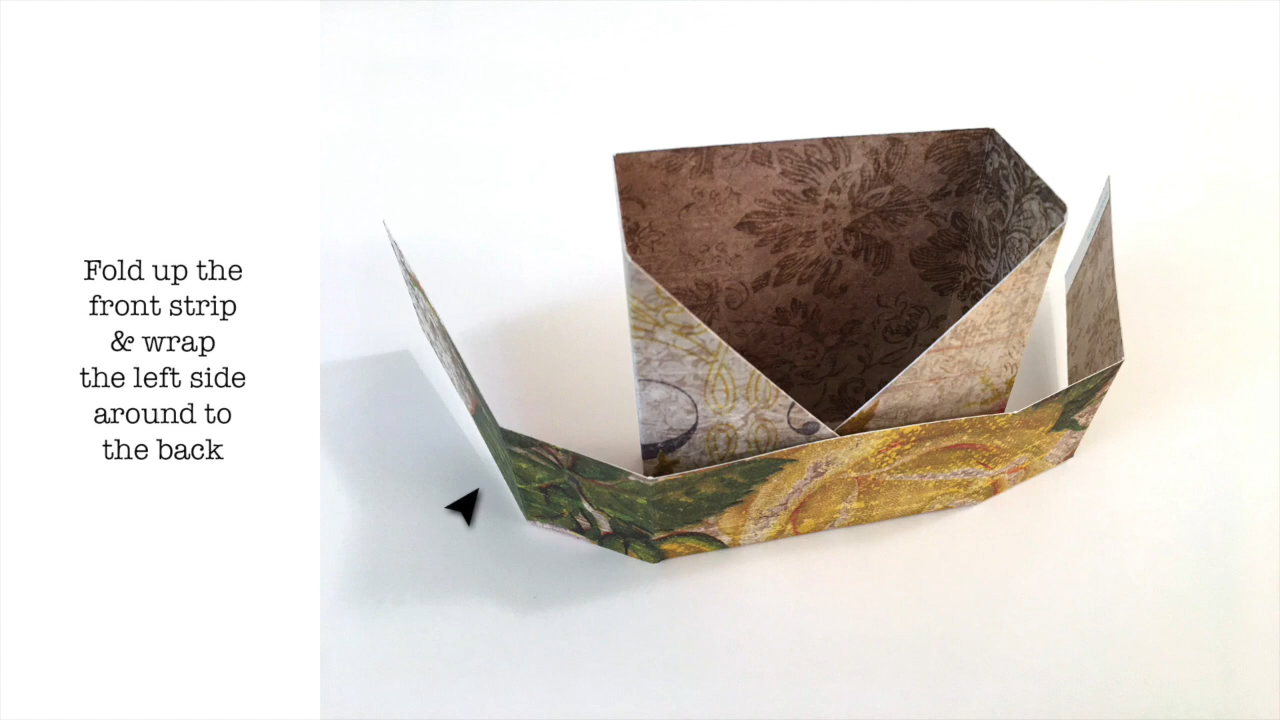 Fold up the
front strip
& wrap
the left side
around to
the back